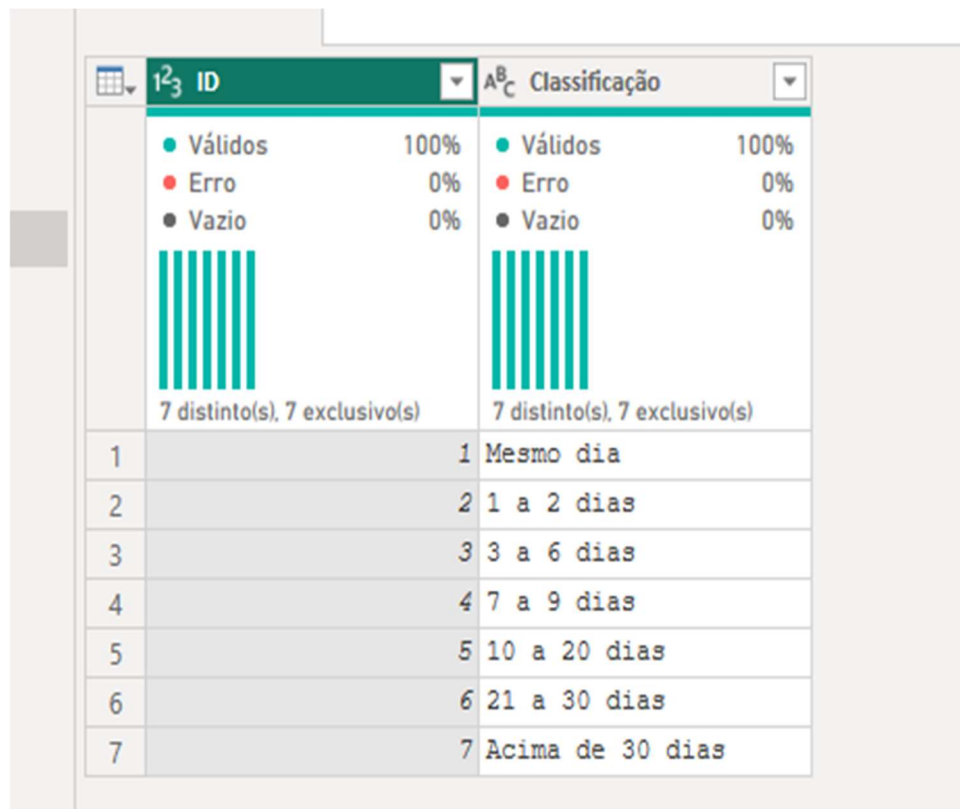 1²3 ID ABC Classificação
Válidos 100% Válidos 100%
Erro 0% Erro 0%
Vazio 0% Vazio 0%
7 distinto(s), 7 exclusivo(s) 7 distinto(s), 7 exclusivo(s)
1 1 Mesmo dia
2 2 1 a 2 dias
3 3 3 a 6 dias
4 4 7 a 9 dias
5 5 10 a 20 dias
6 6 21 a 30 dias
7 7 Acima de 30 dias